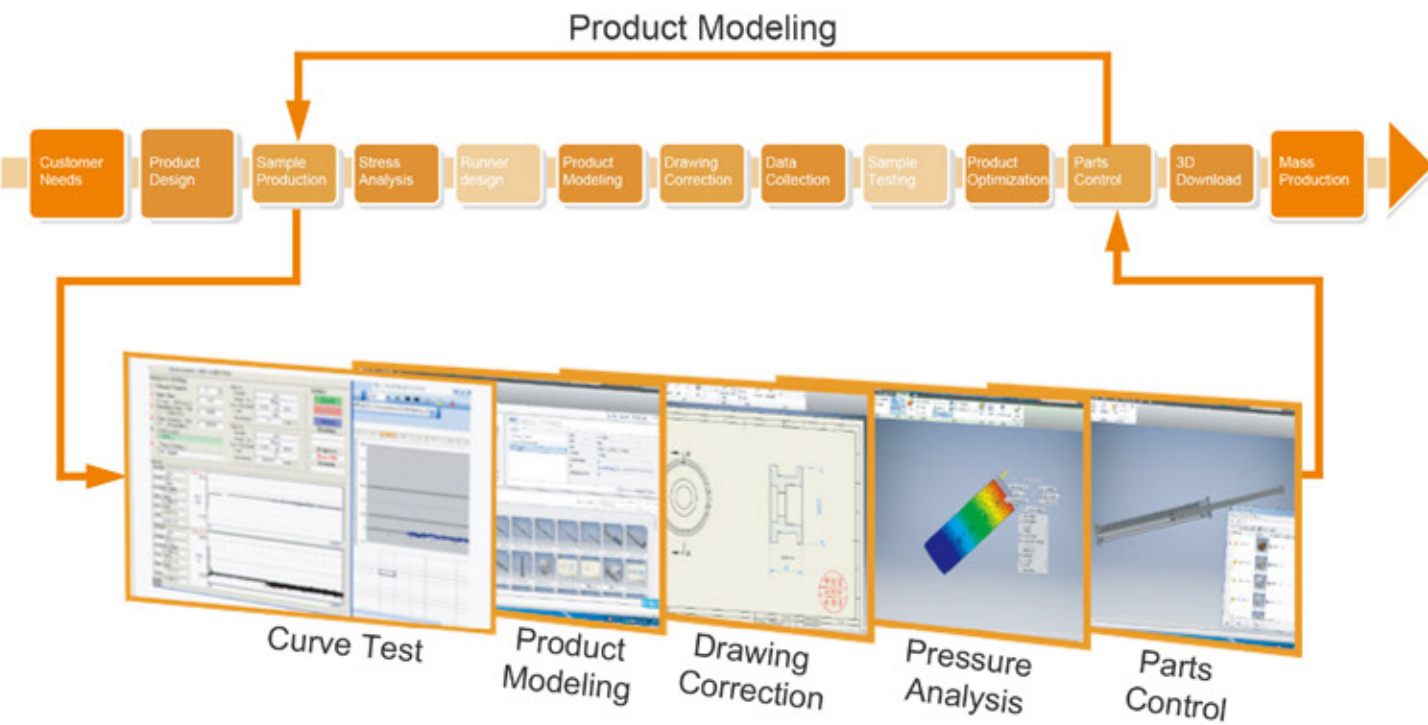 Product Modeling
Customer
Needs
Product
Design
Sample
Production
Stress
Analysis
Runner
design
Product
Modeling
Drawing
Correction
Data
Collection
Sample
Testing
Product
Optimization
Parts
Control
3D
Download
Mass
Production
Curve Test
Product
Modeling
Drawing
Correction
Pressure
Analysis
Parts
Control